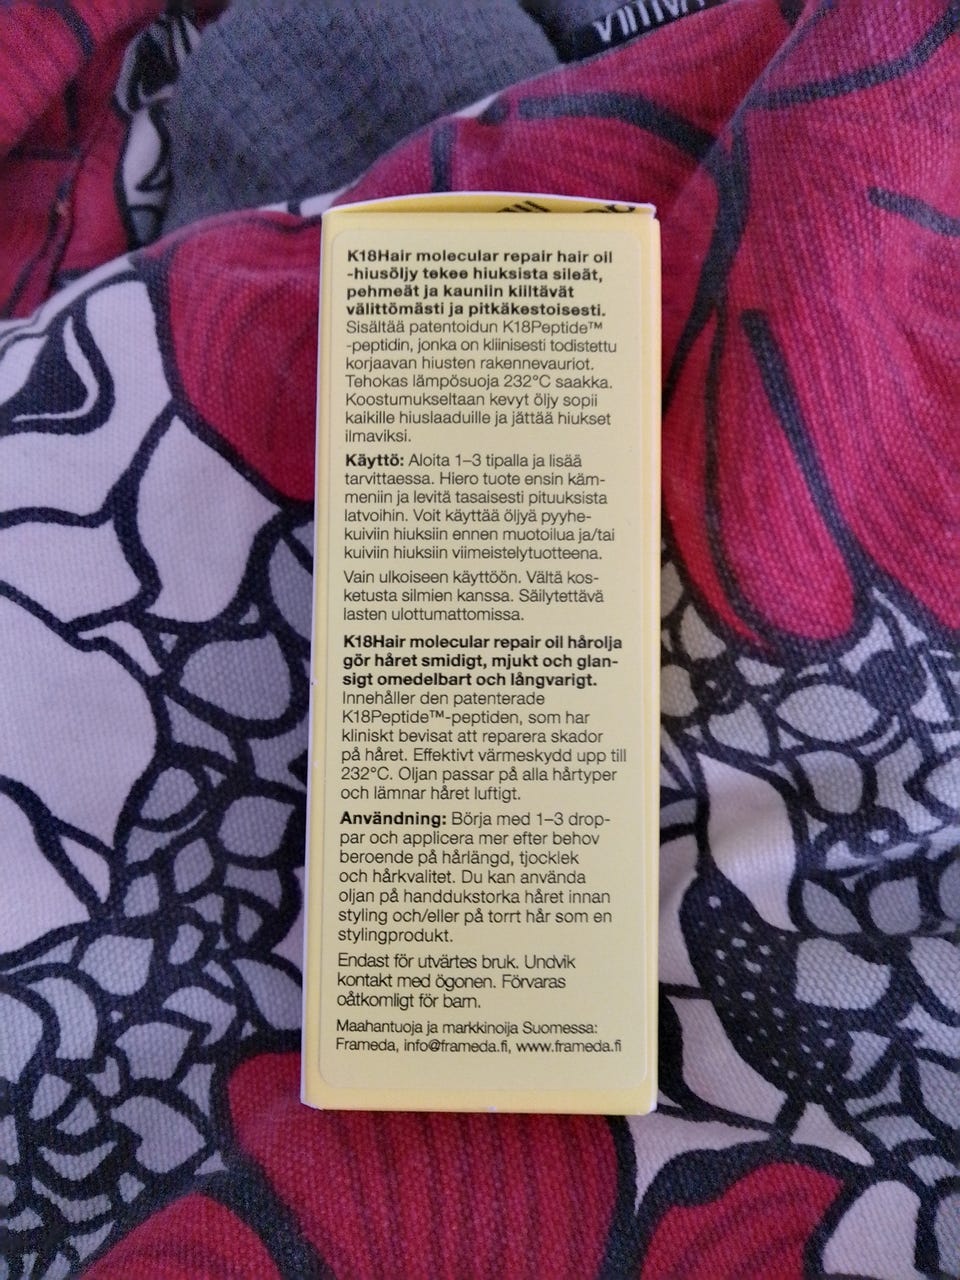 K18Hair molecular repair hair oil
-hiusöljy tekee hiuksista sileät,
pehmeät ja kauniin kiiltävät
välittömästi ja pitkäkestoisesti.
Sisältää patentoidun K18Peptide™
-peptidin, jonka on kliinisesti todistettu
korjaavan hiusten rakennevauriot.
Tehokas lämpösuoja 232°C saakka.
Koostumukseltaan kevyt öljy sopii
kaikille hiuslaaduille ja jättää hiukset
ilmaviksi.
Käyttö: Aloita 1–3 tipalla ja lisää
tarvittaessa. Hiero tuote ensin käm-
meniin ja levitä tasaisesti pituuksista
latvoihin. Voit käyttää öljyä pyyhe-
kuiviin hiuksiin ennen muotoilua ja/tai
kuiviin hiuksiin viimeistelytuotteena.
Vain ulkoiseen käyttöön. Vältä kos-
ketusta silmien kanssa. Säilytettävä
lasten ulottumattomissa.
K18Hair molecular repair oil hårolja
gör håret smidigt, mjukt och glan-
sigt omedelbart och långvarigt.
Innehåller den patenterade
K18Peptide™-peptiden, som har
kliniskt bevisat att reparera skador
på håret. Effektivt värmeskydd upp till
232°C. Oljan passar på alla hårtyper
och lämnar håret luftigt.
Användning: Börja med 1–3 drop-
par och applicera mer efter behov
beroende på hårlängd, tjocklek
och hårkvalitet. Du kan använda
oljan på handdukstorka håret innan
styling och/eller på torrt hår som en
stylingprodukt.
Endast för utvärtes bruk. Undvik
kontakt med ögonen. Förvaras
oåtkomligt för barn.
Maahantuoja ja markkinoija Suomessa:
Frameda, info@frameda.fi, www.frameda.fi